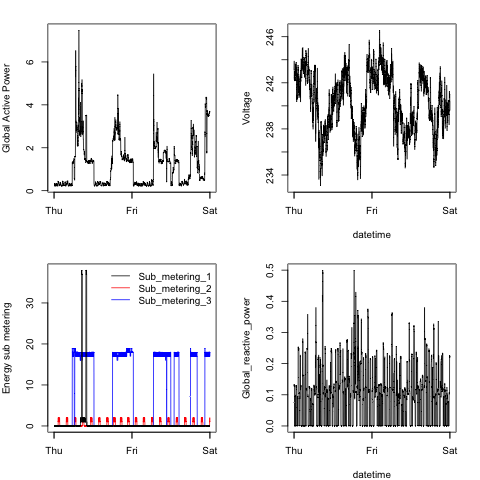 Global Active Power
0 2 4 6
Thu Fri Sat
Voltage
234 238 242 246
Thu Fri Sat
datetime
Energy sub metering
0 10 20 30
Sub_metering_1
Sub_metering_2
Sub_metering_3
Thu Fri Sat
Global_reactive_power
0.0 0.1 0.2 0.3 0.4 0.5
Thu Fri Sat
datetime